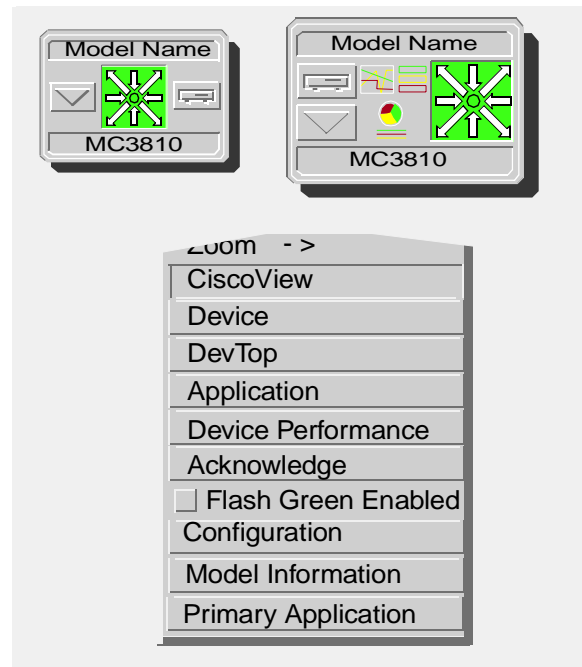 Model Name
MC3810
Model Name
MC3810
Zoom - >
CiscoView
Device
DevTop
Application
Device Performance
Acknowledge
Flash Green Enabled
Configuration
Model Information
Primary Application